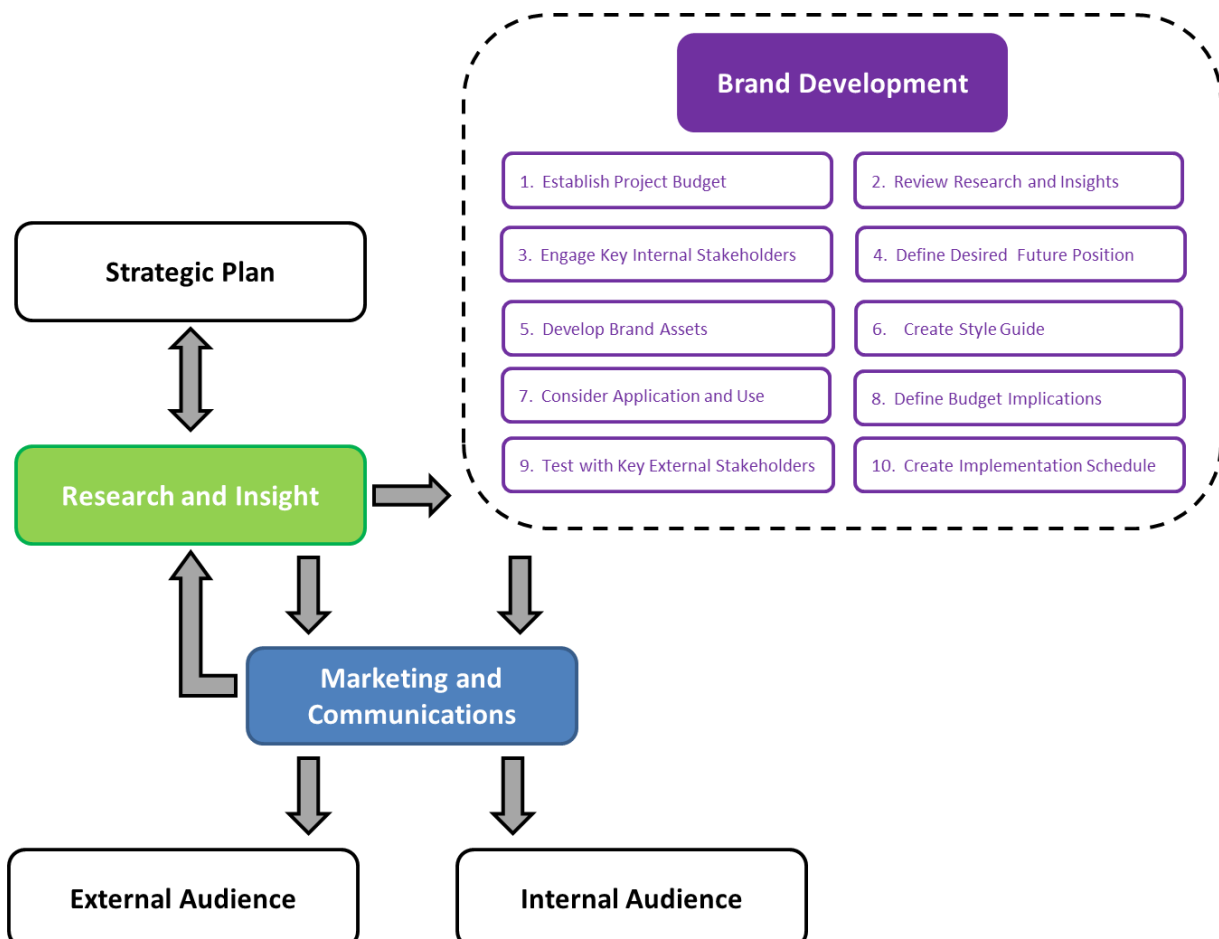 Brand Development
1. Establish Project Budget
2. Review Research and Insights
3. Engage Key Internal Stakeholders
4. Define Desired Future Position
5. Develop Brand Assets
6. Create Style Guide
7. Consider Application and Use
8. Define Budget Implications
9. Test with Key External Stakeholders
10. Create Implementation Schedule
Strategic Plan
Research and Insight
Marketing and
Communications
External Audience
Internal Audience